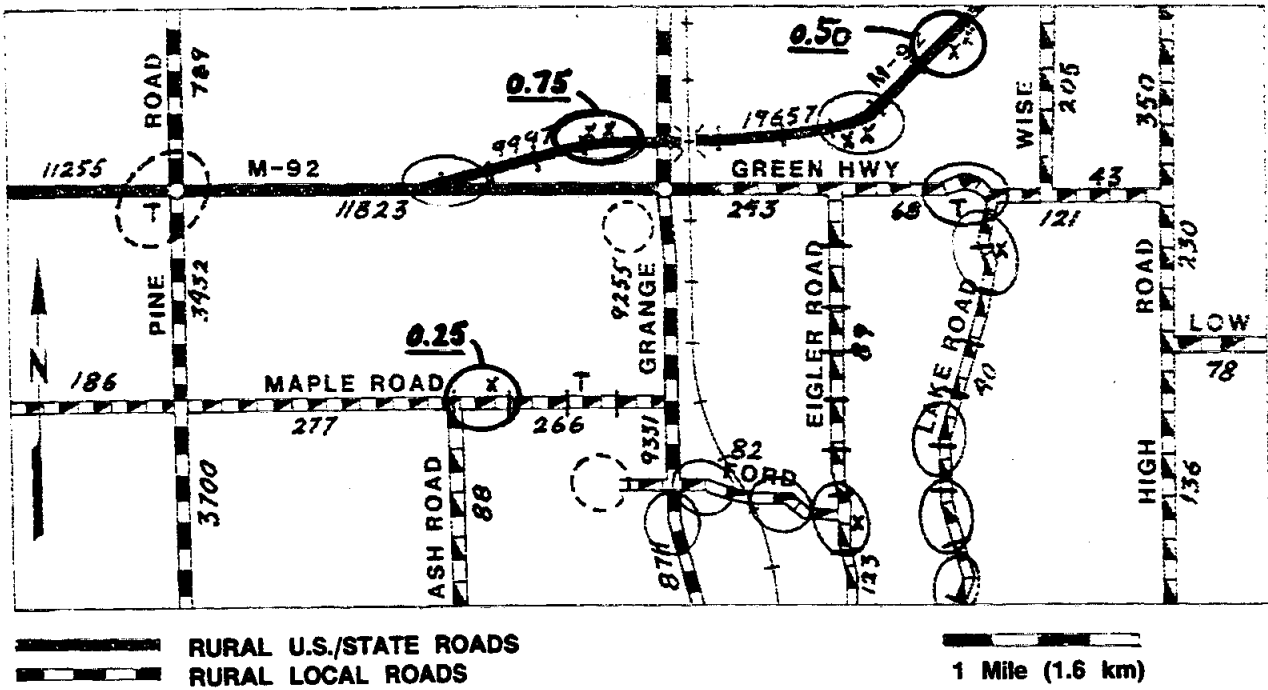 0.50
ROAD
789
0.75
M-92
WISE
205
350
9997
19657
11255
M-92
GREEN HWY
43
T
11823
243
68
T
121
PINE
3432
9255
GRANGE
EIGLER ROAD
89
LAKE ROAD
40
ROAD
230
LOW
78
N
0.25
186
MAPLE ROAD
T
277
266
9331
82
FORD
3700
ASH ROAD
88
8711
123
HIGH
136
RURAL U.S./STATE ROADS
RURAL LOCAL ROADS
1 Mile (1.6 km)